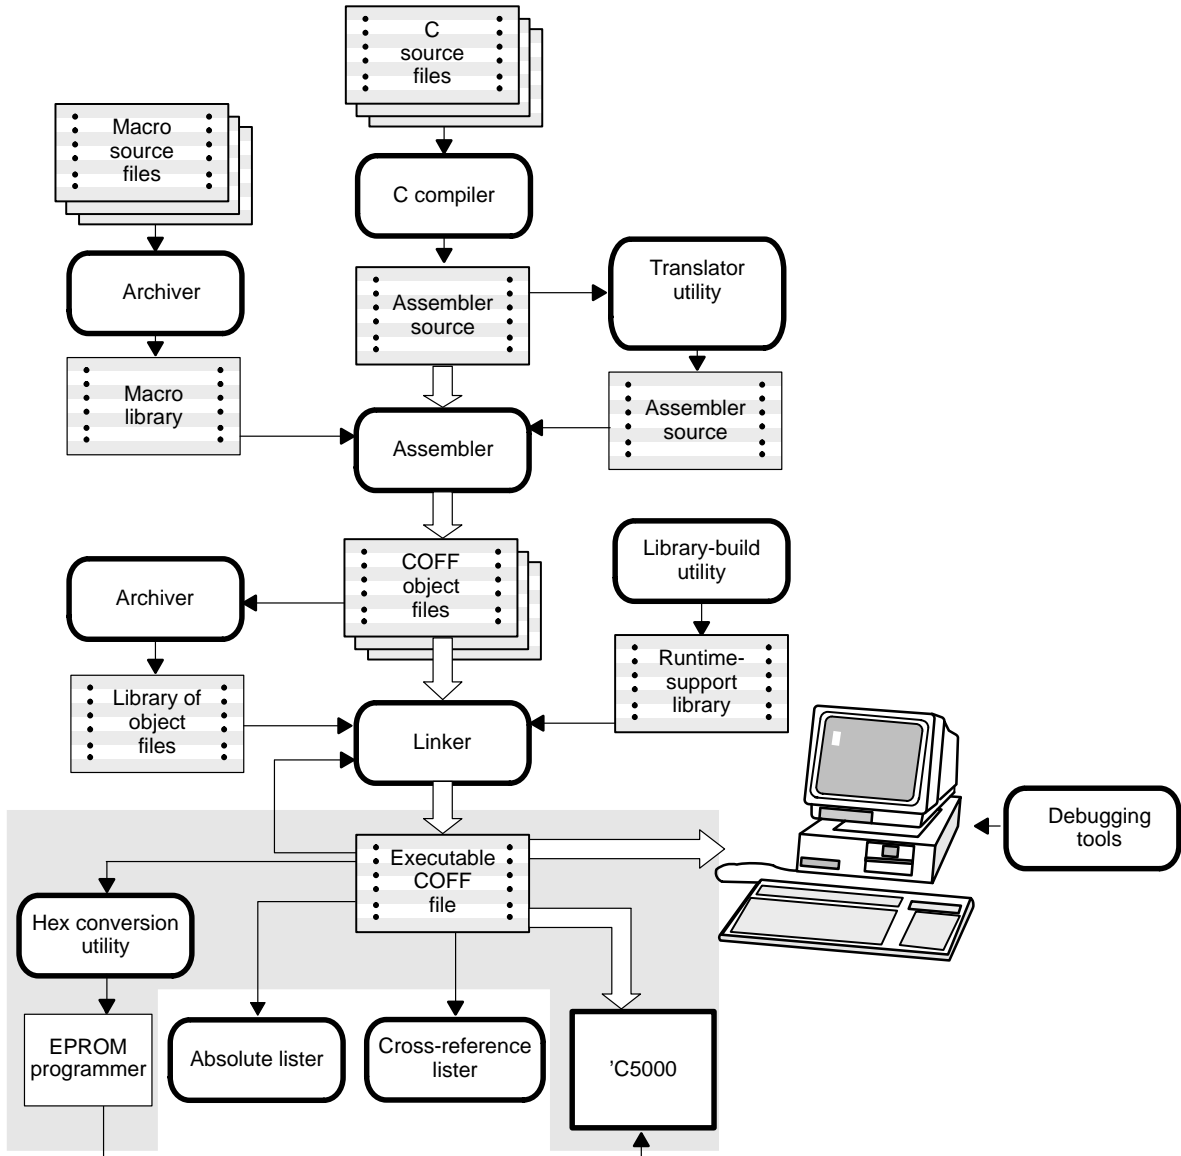 C
source
files
Macro
source
files
C compiler
Archiver
Assembler
source
Translator
utility
Macro
library
Assembler
Assembler
source
Archiver
COFF
object
files
Library-build
utility
Library of
object
files
Linker
Runtime-
support
library
Debugging
tools
Executable
COFF
file
Hex conversion
utility
EPROM
programmer
Absolute lister
Cross-reference
lister
’C5000